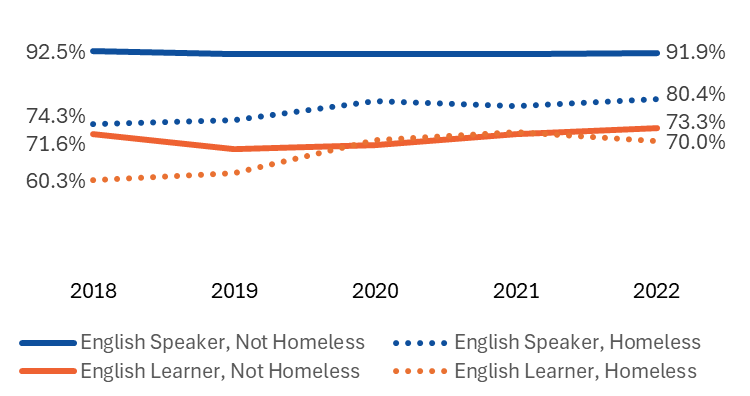 92.5%
91.9%
80.4%
74.3%
73.3%
71.6%
70.0%
60.3%
2018 2019 2020 2021 2022
English Speaker, Not Homeless English Speaker, Homeless
English Learner, Not Homeless English Learner, Homeless